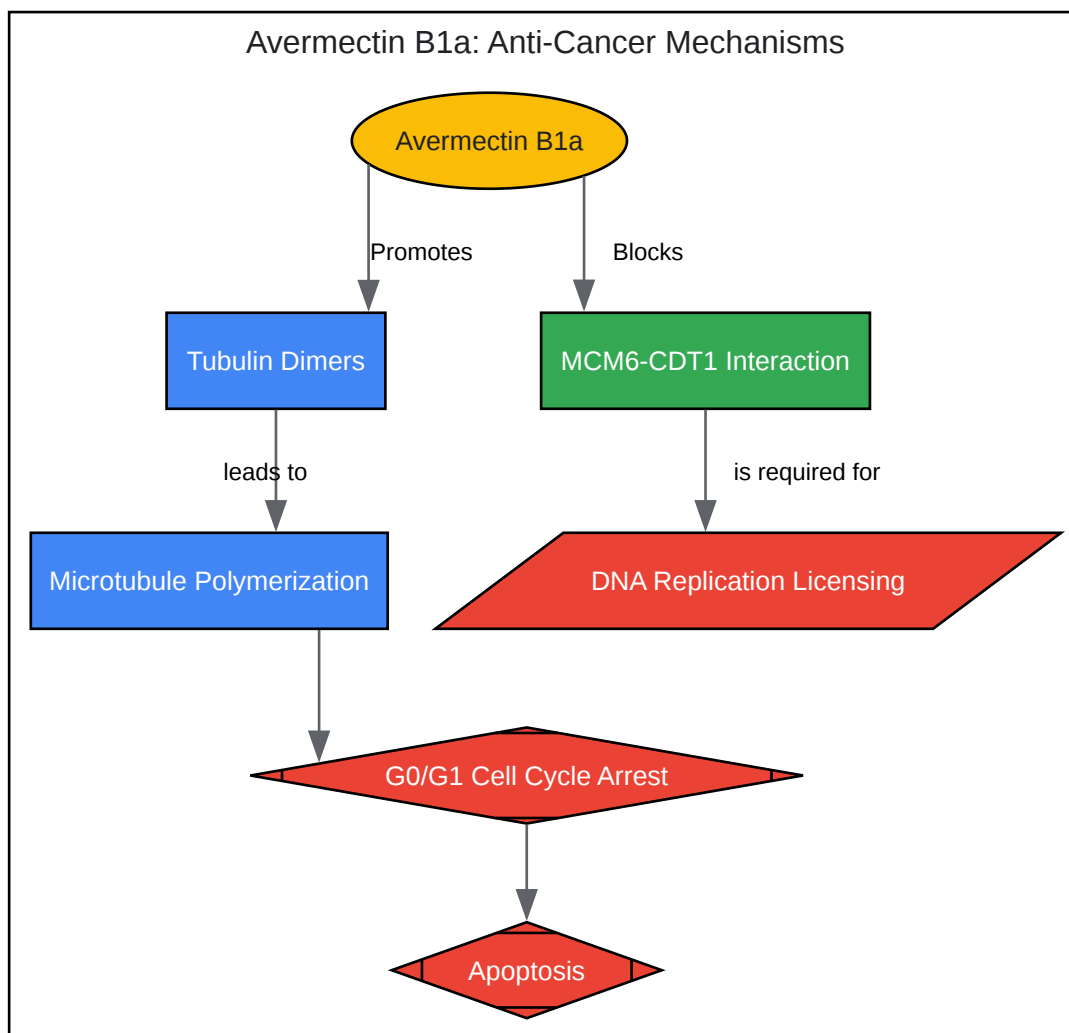 Avermectin B1a: Anti-Cancer Mechanisms
Avermectin B1a
Promotes
Blocks
Tubulin Dimers
MCM6-CDT1 Interaction
leads to
is required for
Microtubule Polymerization
DNA Replication Licensing
G0/G1 Cell Cycle Arrest
Apoptosis